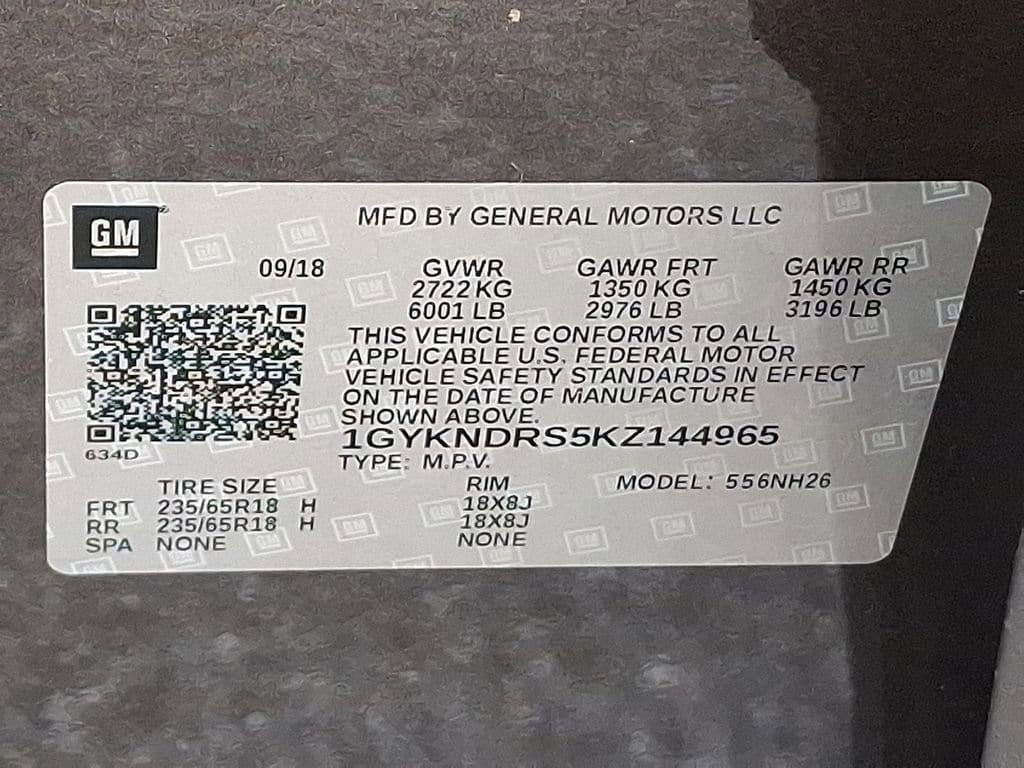 GM
MFD BY GENERAL MOTORS LLC
09/18
GVWR GAWR FRT GAWR RR
2722 KG 1350 KG 1450 KG
6001 LB 2976 LB 3196 LB
THIS VEHICLE CONFORMS TO ALL
APPLICABLE U.S. FEDERAL MOTOR
VEHICLE SAFETY STANDARDS IN EFFECT
ON THE DATE OF MANUFACTURE
SHOWN ABOVE.
1GYKNDRS5KZ144965
634D
TYPE: M.P.V.
TIRE SIZE RIM MODEL: 556NH26
FRT 235/65R18 H 18X8J
RR 235/65R18 H 18X8J
SPA NONE NONE